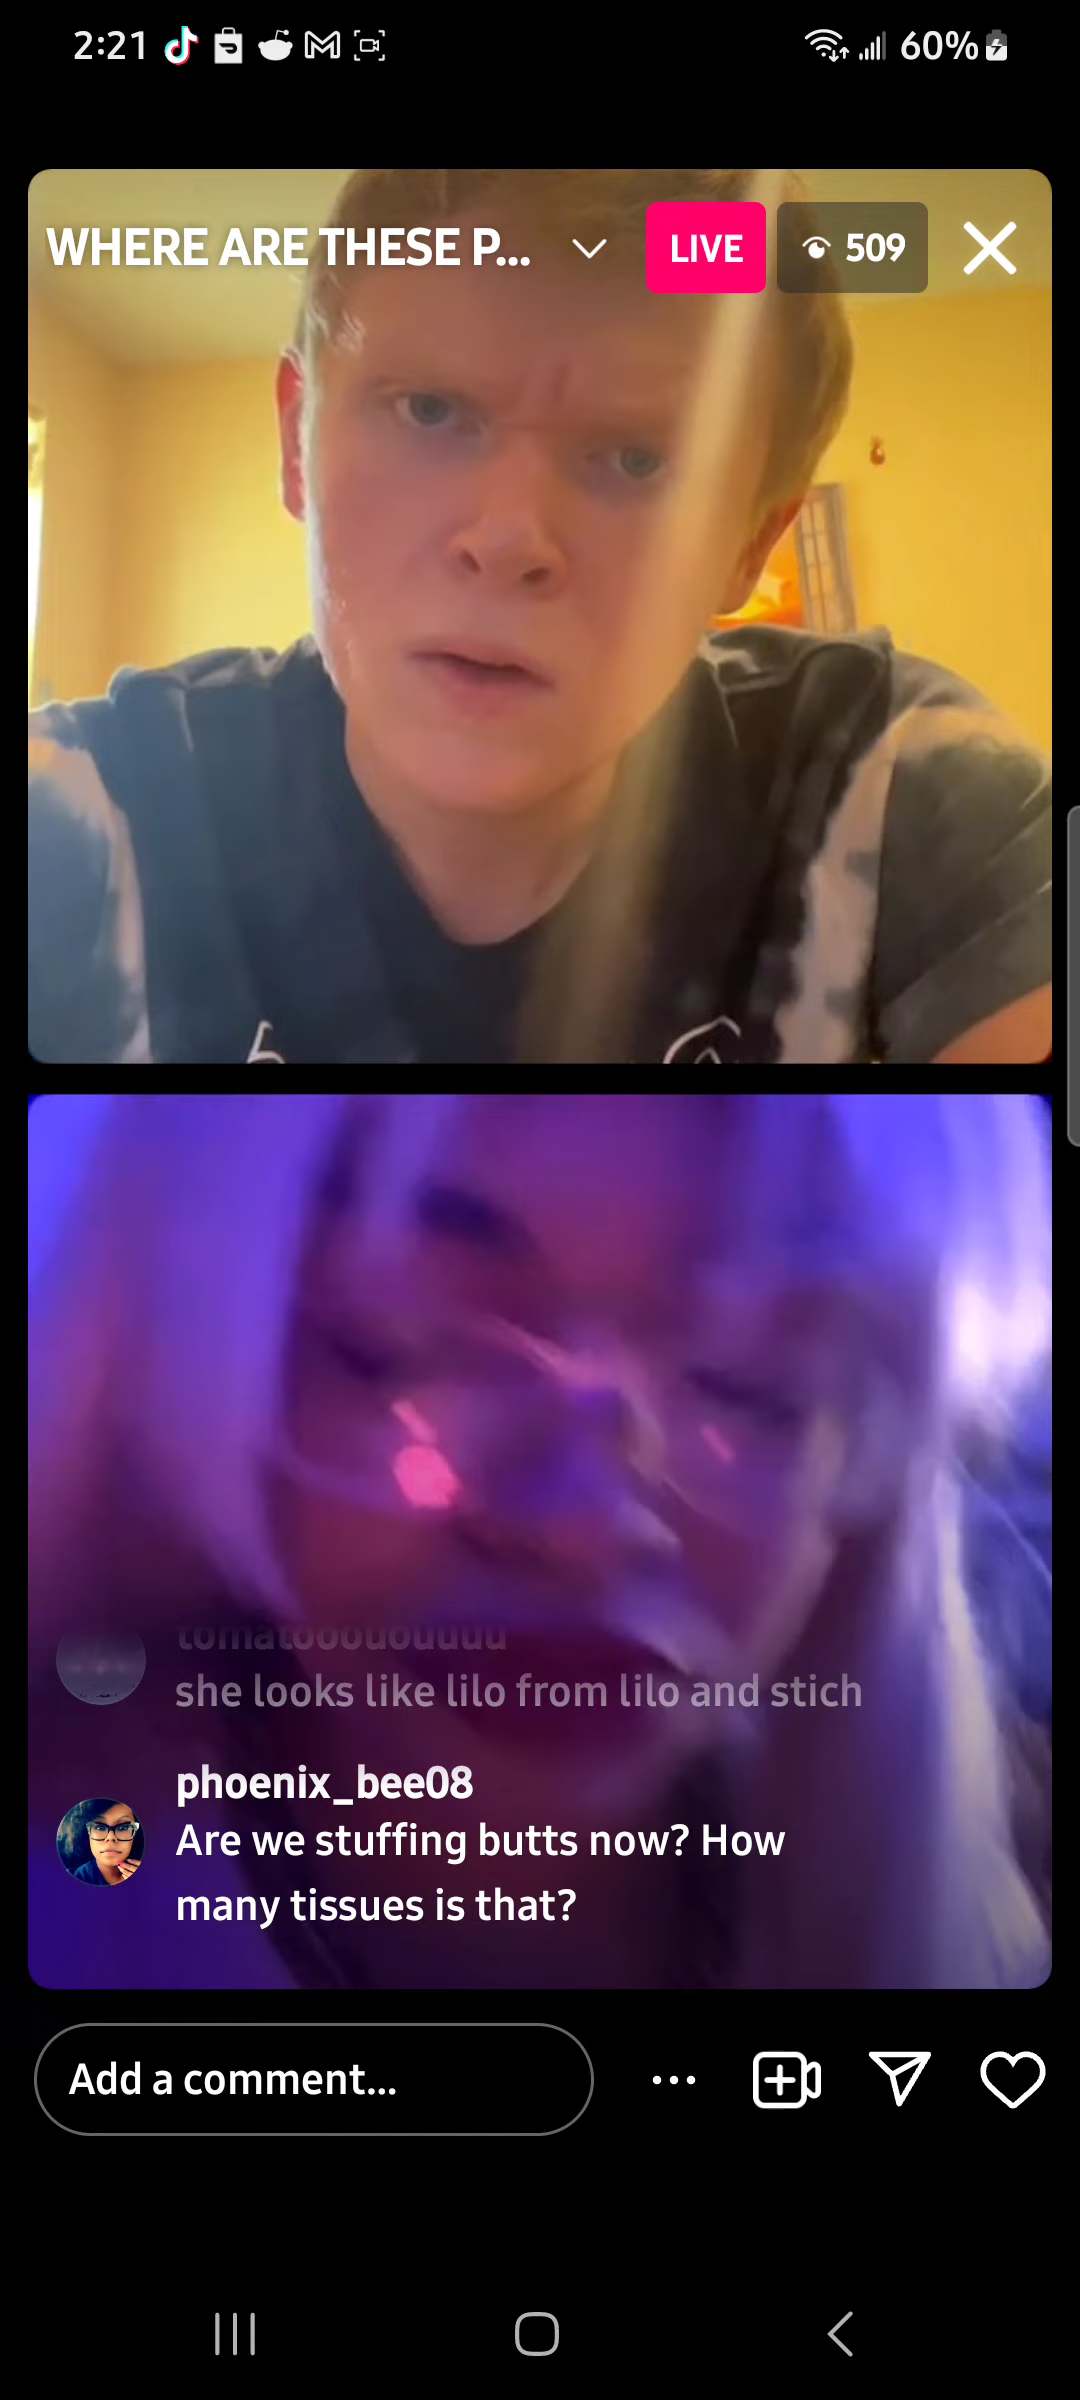 2:21
60%
WHERE ARE THESE P...
LIVE
509
she looks like lilo from lilo and stich
phoenix_bee08
Are we stuffing butts now? How
many tissues is that?
Add a comment...